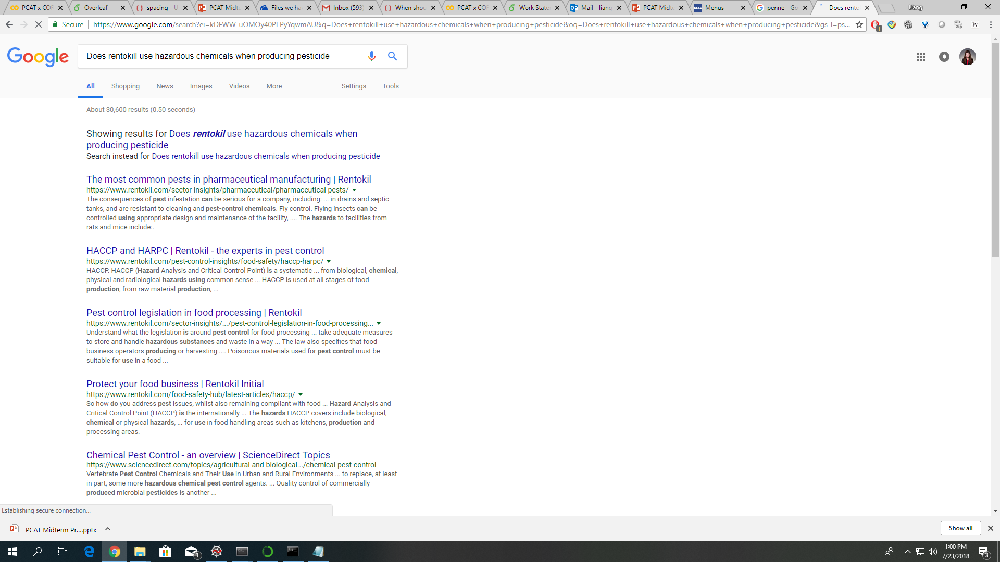 PCAT x COF
Overleaf
spacing - U
PCAT Midte
Files we hav
Inbox (593)
When shou
PCAT x COF
Work State
Mail - liang
PCAT Midte
UCLA Menus
penne - Go
Does rento
Liang
Secure
https://www.google.com/search?ei=kDFWW_uOMOy40PEPyYqwmAU&q=Does+rentokill+use+hazardous+chemicals+when+producing+pesticide&oq=Does+rentokill+use+hazardous+chemicals+when+producing+pesticide&gs_l=ps...
1
Git Zip
W
Google
Does rentokill use hazardous chemicals when producing pesticide
All Shopping News Images Videos More Settings Tools
About 30,600 results (0.50 seconds)
Showing results for Does rentokil use hazardous chemicals when
producing pesticide
Search instead for Does rentokill use hazardous chemicals when producing pesticide
The most common pests in pharmaceutical manufacturing | Rentokil
https://www.rentokil.com/sector-insights/pharmaceutical/pharmaceutical-pests/
The consequences of pest infestation can be serious for a company, including: ... in drains and septic
tanks, and are resistant to cleaning and pest-control chemicals. Fly control. Flying insects can be
controlled using appropriate design and maintenance of the facility, .... The hazards to facilities from
rats and mice include:.
HACCP and HARPC | Rentokil - the experts in pest control
https://www.rentokil.com/pest-control-insights/food-safety/haccp-harpc/
HACCP. HACCP (Hazard Analysis and Critical Control Point) is a systematic ... from biological, chemical,
physical and radiological hazards using common sense ... HACCP is used at all stages of food
production, from raw material production, ...
Pest control legislation in food processing | Rentokil
https://www.rentokil.com/sector-insights/.../pest-control-legislation-in-food-processing...
Understand what the legislation is around pest control for food processing ... take adequate measures
to store and handle hazardous substances and waste in a way ... The law also specifies that food
business operators producing or harvesting .... Poisonous materials used for pest control must be
suitable for use in a food ...
Protect your food business | Rentokil Initial
https://www.rentokil.com/food-safety-hub/latest-articles/haccp/
So how do you address pest issues, whilst also remaining compliant with food ... Hazard Analysis and
Critical Control Point (HACCP) is the internationally ... The hazards HACCP covers include biological,
chemical or physical hazards, ... for use in food handling areas such as kitchens, production and
processing areas.
Chemical Pest Control - an overview | ScienceDirect Topics
https://www.sciencedirect.com/topics/agricultural-and-biological.../chemical-pest-control
Vertebrate Pest Control Chemicals and Their Use in Urban and Rural Environments ... to replace, at least
in part, some more hazardous chemical pest control agents. ... Quality control of commercially
produced microbial pesticides is another ...
Establishing secure connection...
PCAT Midterm Pr....pptx
Show all
1
1:00 PM
7/23/2018
3